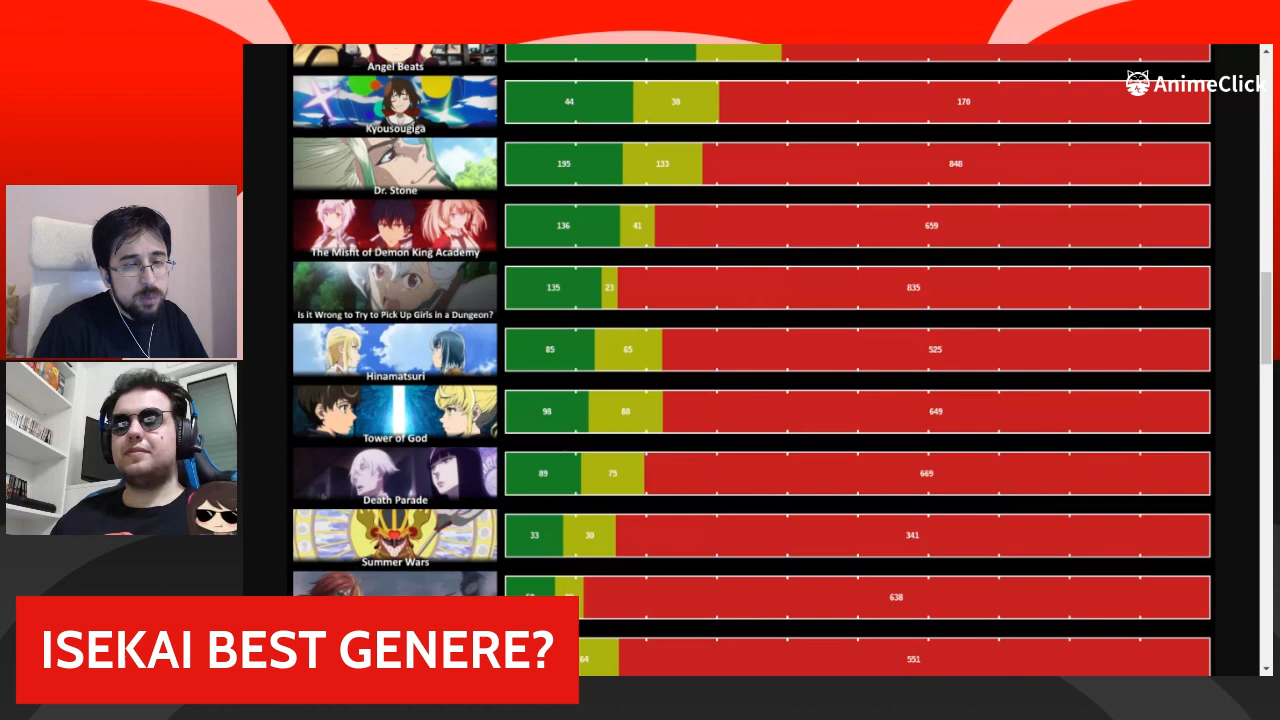 Angel Beats
AnimeClick
Kyousougiga
44 30 170
Dr. Stone
195 133 848
The Misfit of Demon King Academy
136 41 659
Is it Wrong to Try to Pick Up Girls in a Dungeon?
135 23 835
Hinamatsuri
85 65 525
Tower of God
98 88 649
Death Parade
89 75 669
Summer Wars
33 30 341
638
64 551
ISEKAI BEST GENERE?